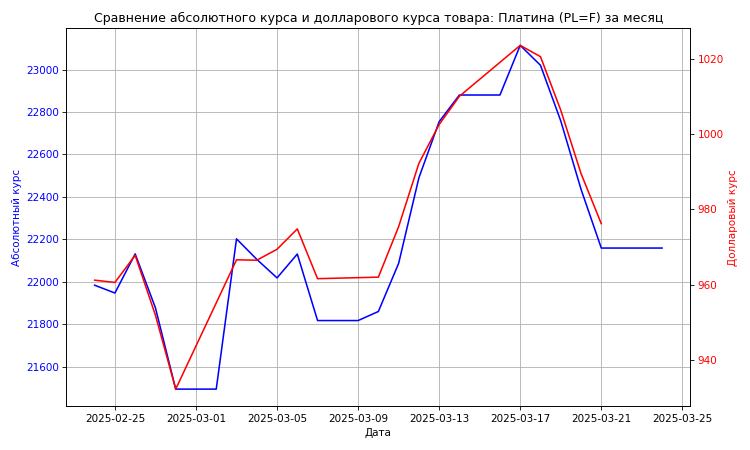 Сравнение абсолютного курса и долларового курса товара: Платина (PL=F) за месяц
Абсолютный курс
23000
22800
22600
22400
22200
22000
21800
21600
1020
1000
980
960
940
Долларовый курс
2025-02-25 2025-03-01 2025-03-05 2025-03-09 2025-03-13 2025-03-17 2025-03-21 2025-03-25
Дата